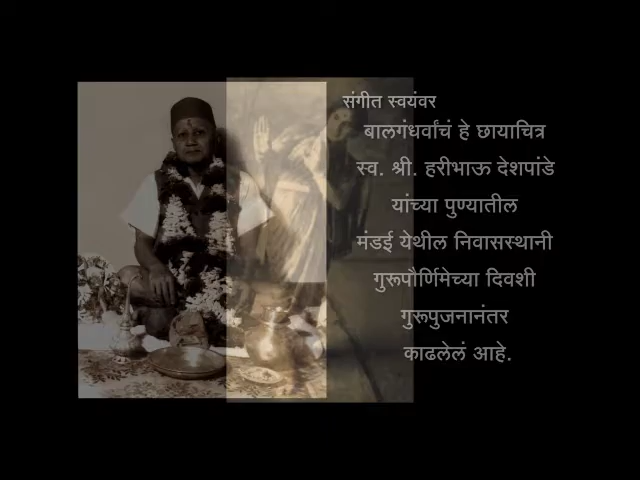 संगीत स्वयंवर
बालगंधर्वांचं हे छायाचित्र
स्व. श्री. हरीभाऊ देशपांडे
यांच्या पुण्यातील
मंडई येथील निवासस्थानी
गुरूपौर्णिमेच्या दिवशी
गुरूपुजनानंतर
काढलेलं आहे.